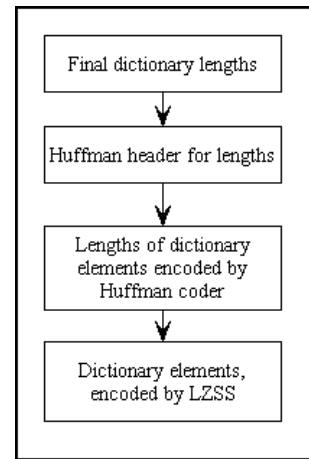 Final dictionary lengths
Huffman header for lengths
Lengths of dictionary
elements encoded by
Huffman coder
Dictionary elements,
encoded by LZSS